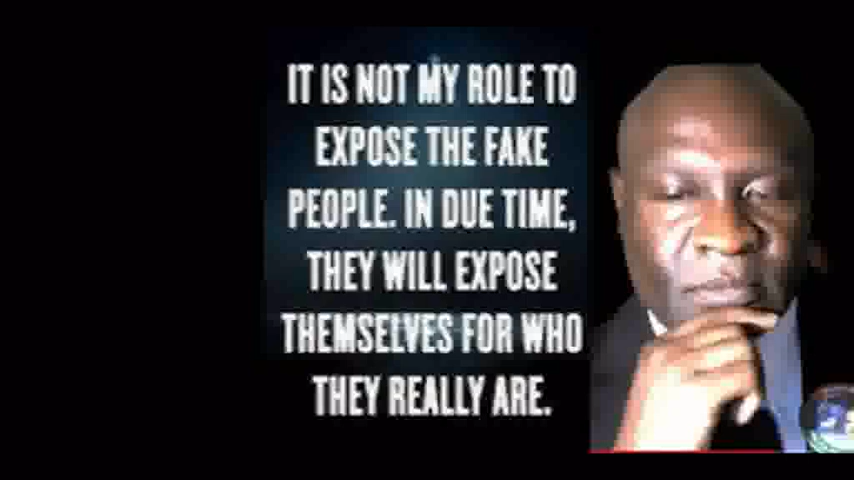 IT IS NOT MY ROLE TO
EXPOSE THE FAKE
PEOPLE. IN DUE TIME,
THEY WILL EXPOSE
THEMSELVES FOR WHO
THEY REALLY ARE.